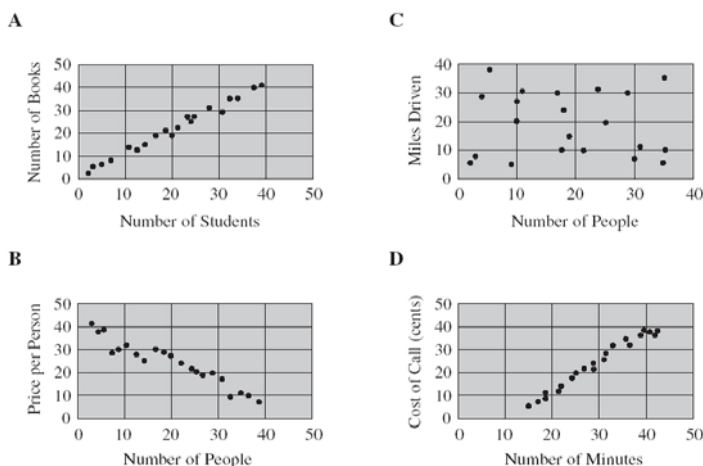 A
Number of Books
50
40
30
20
10
0
0 10 20 30 40 50
Number of Students
B
Price per Person
50
40
30
20
10
0
0 10 20 30 40 50
Number of People
C
Miles Driven
40
30
20
10
0
0 10 20 30 40
Number of People
D
Cost of Call (cents)
50
40
30
20
10
0
0 10 20 30 40 50
Number of Minutes